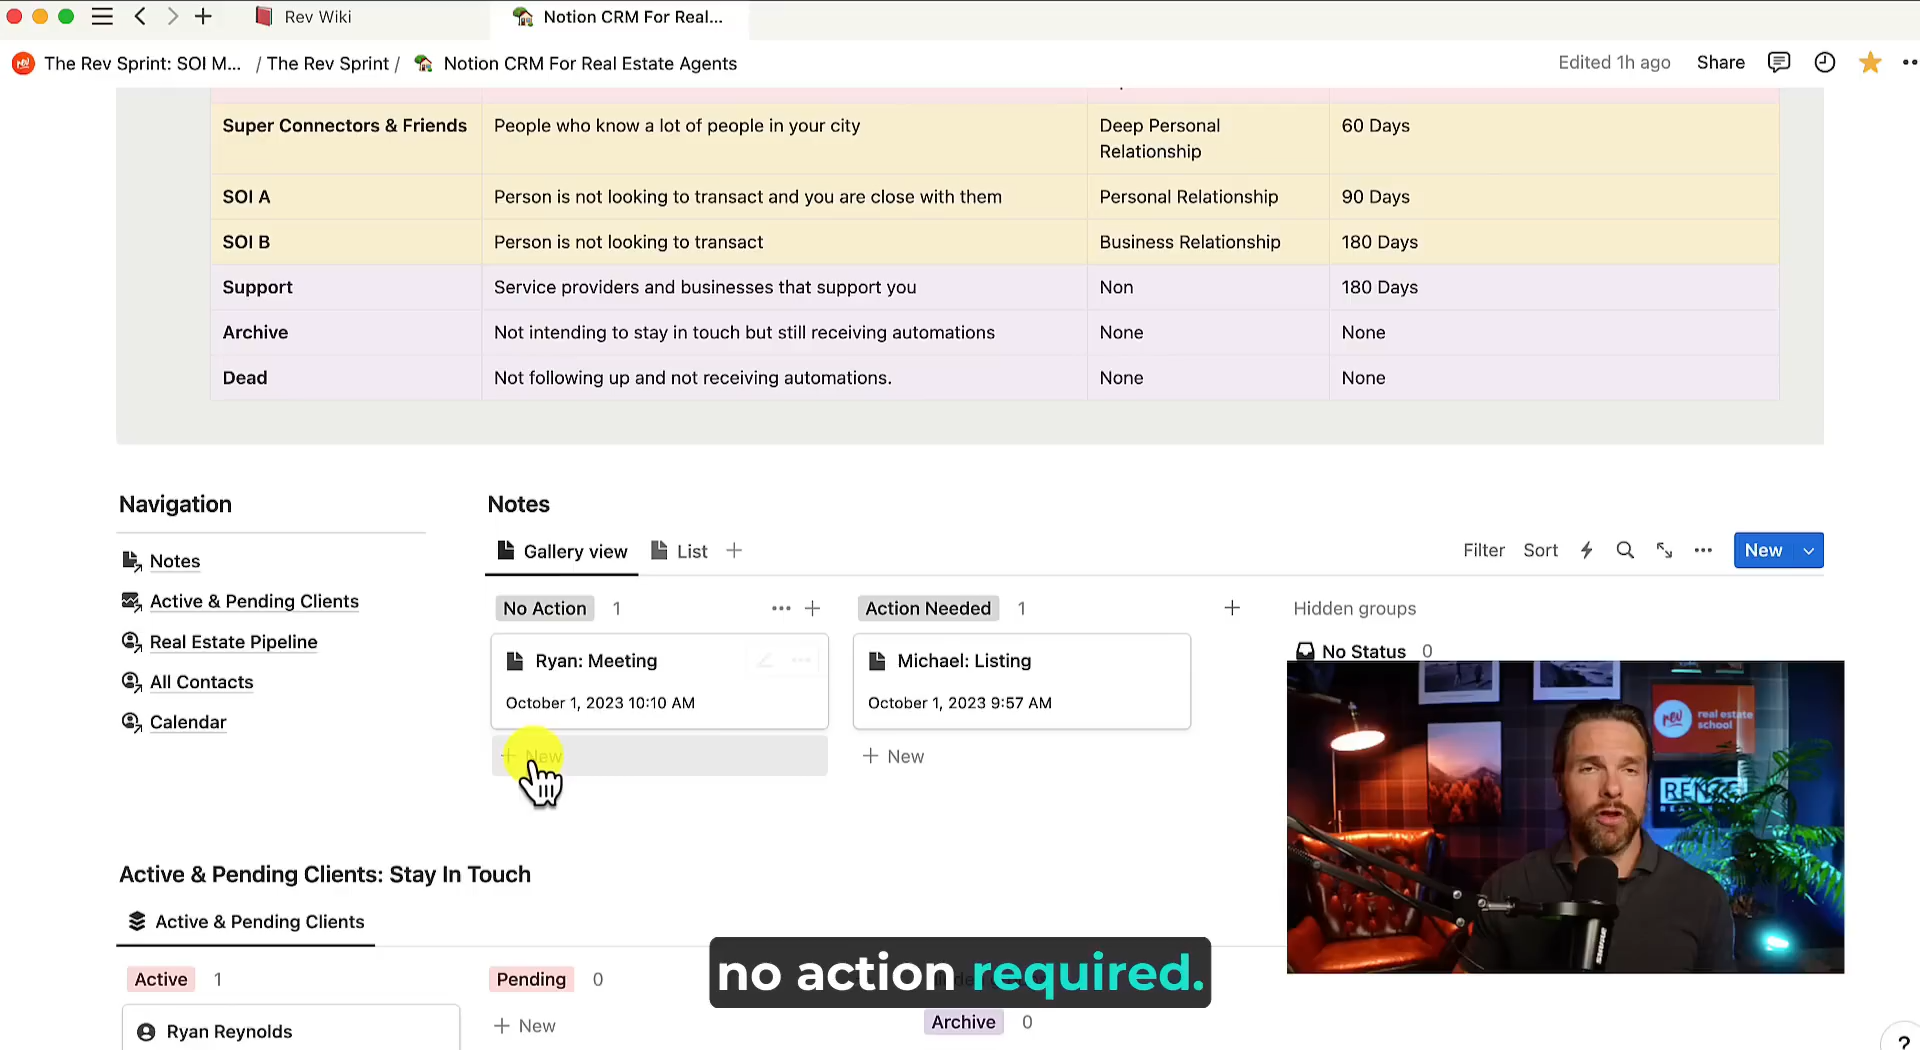 Rev Wiki
Notion CRM For Real...
The Rev Sprint: SOI M... / The Rev Sprint / Notion CRM For Real Estate Agents
Edited 1h ago
Share
Super Connectors & Friends
People who know a lot of people in your city
Deep Personal
Relationship
60 Days
SOI A
Person is not looking to transact and you are close with them
Personal Relationship
90 Days
SOI B
Person is not looking to transact
Business Relationship
180 Days
Support
Service providers and businesses that support you
Non
180 Days
Archive
Not intending to stay in touch but still receiving automations
None
None
Dead
Not following up and not receiving automations.
None
None
Navigation
Notes
Active & Pending Clients
Real Estate Pipeline
All Contacts
Calendar
Notes
Gallery view
List
Filter
Sort
New
No Action 1
Action Needed 1
Hidden groups
No Status 0
Ryan: Meeting
October 1, 2023 10:10 AM
+ New
Michael: Listing
October 1, 2023 9:57 AM
+ New
rev real estate
school
Active & Pending Clients: Stay In Touch
Active & Pending Clients
Active 1
Pending 0
Ryan Reynolds
+ New
Archive 0
no action required.
SHURE
?